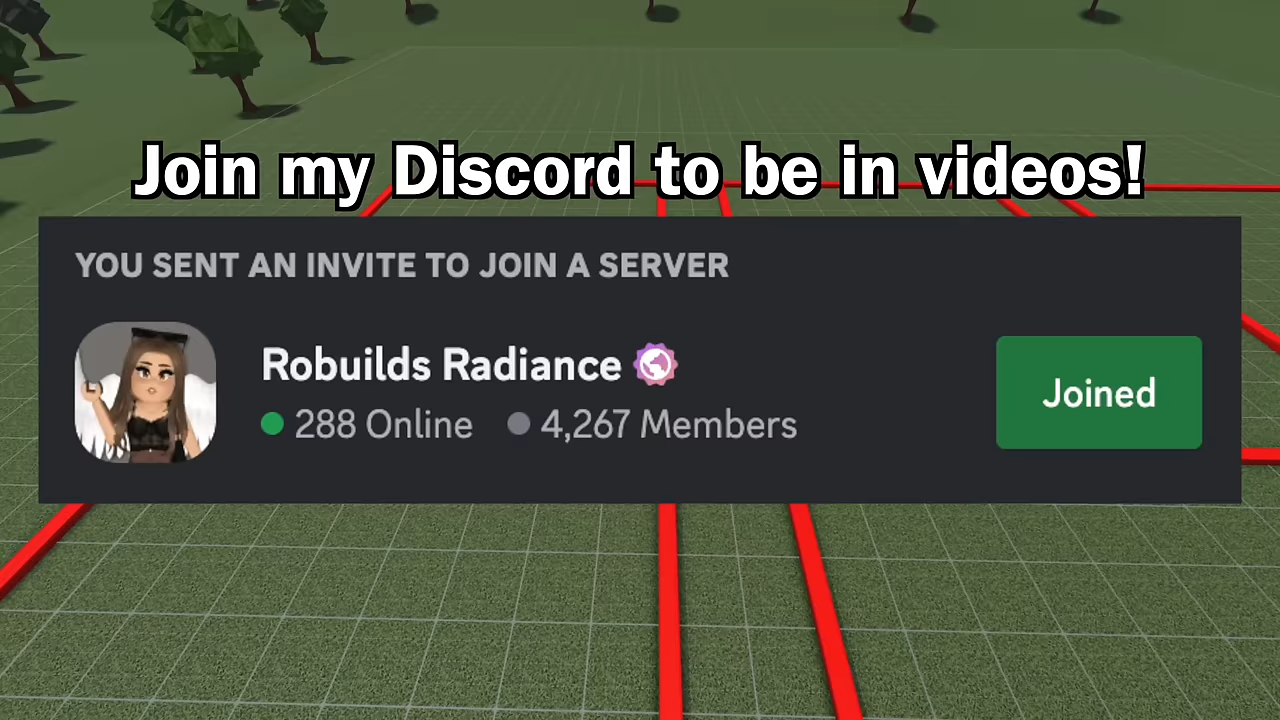 Join my Discord to be in videos!
YOU SENT AN INVITE TO JOIN A SERVER
Robuilds Radiance
288 Online 4,267 Members
Joined